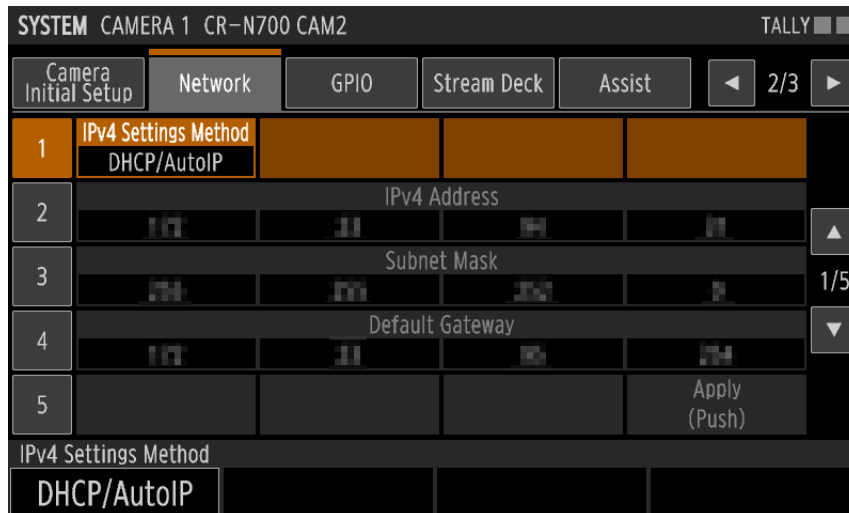 SYSTEM CAMERA 1 CR-N700 CAM2 TALLY
Camera Initial Setup Network GPIO Stream Deck Assist ◀ 2/3 ▶
1 IPv4 Settings Method
DHCP/AutoIP
2 IPv4 Address
▲
3 Subnet Mask
1/5
4 Default Gateway
▼
5 Apply
(Push)
IPv4 Settings Method
DHCP/AutoIP